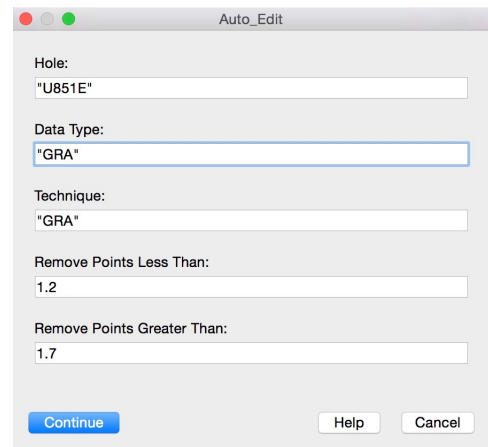 Auto_Edit
Hole:
"U851E"
Data Type:
"GRA"
Technique:
"GRA"
Remove Points Less Than:
1.2
Remove Points Greater Than:
1.7
Continue Help Cancel